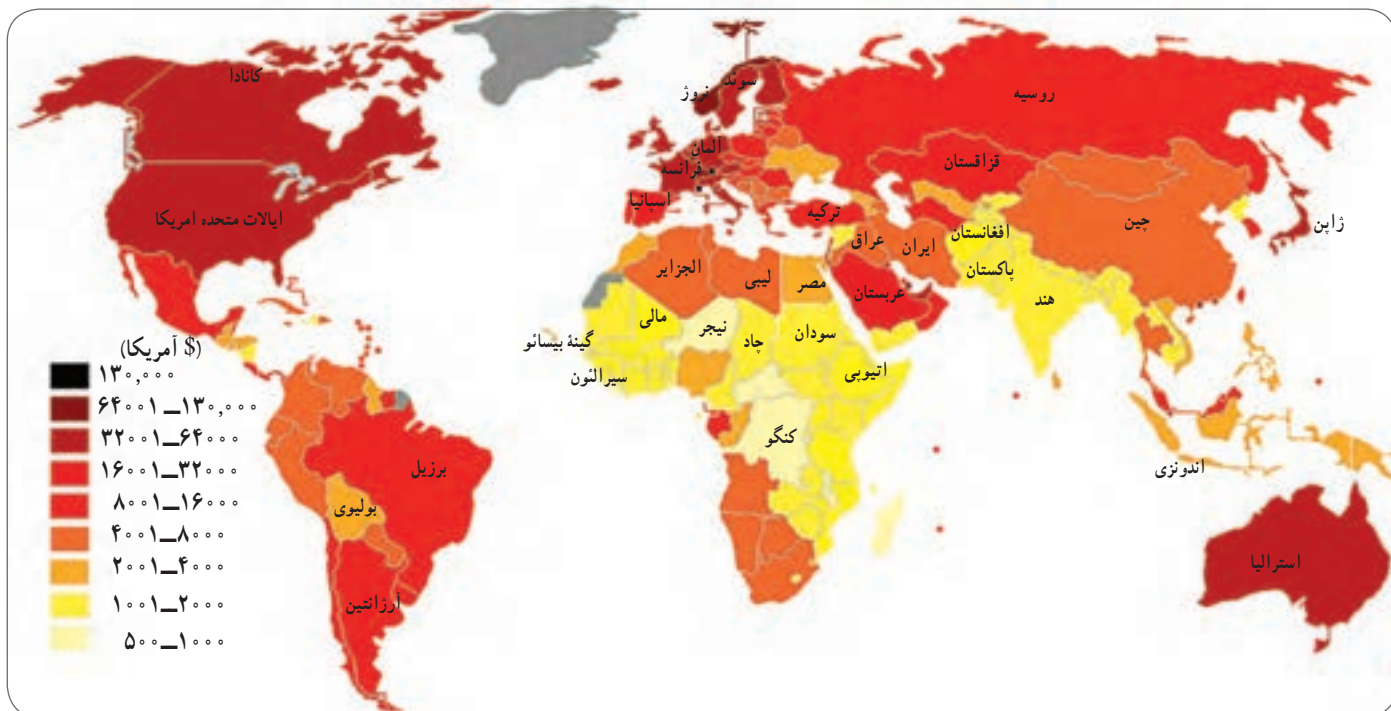 کانادا
ایالات متحده امریکا
سوند
نروژ
آلمان
فرانسه
اسپانیا
روسیه
قزاقستان
ترکیه
افغانستان
چین
ژاپن
عراق
ایران
پاکستان
هند
الجزایر
لیبی
مصر
عربستان
مالی
نیجر
چاد
سودان
گینهٔ بیسائو
سیرالئون
اتیوپی
کنگو
اندونزی
استرالیا
برزیل
بولیوی
آرژانتین
($ آمریکا)
۱۳۰,۰۰۰
۶۴۰۰۱ــ۱۳۰,۰۰۰
۳۲۰۰۱ــ۶۴۰۰۰
۱۶۰۰۱ــ۳۲۰۰۰
۸۰۰۱ــ۱۶۰۰۰
۴۰۰۱ــ۸۰۰۰
۲۰۰۱ــ۴۰۰۰
۱۰۰۱ــ۲۰۰۰
۵۰۰ــ۱۰۰۰